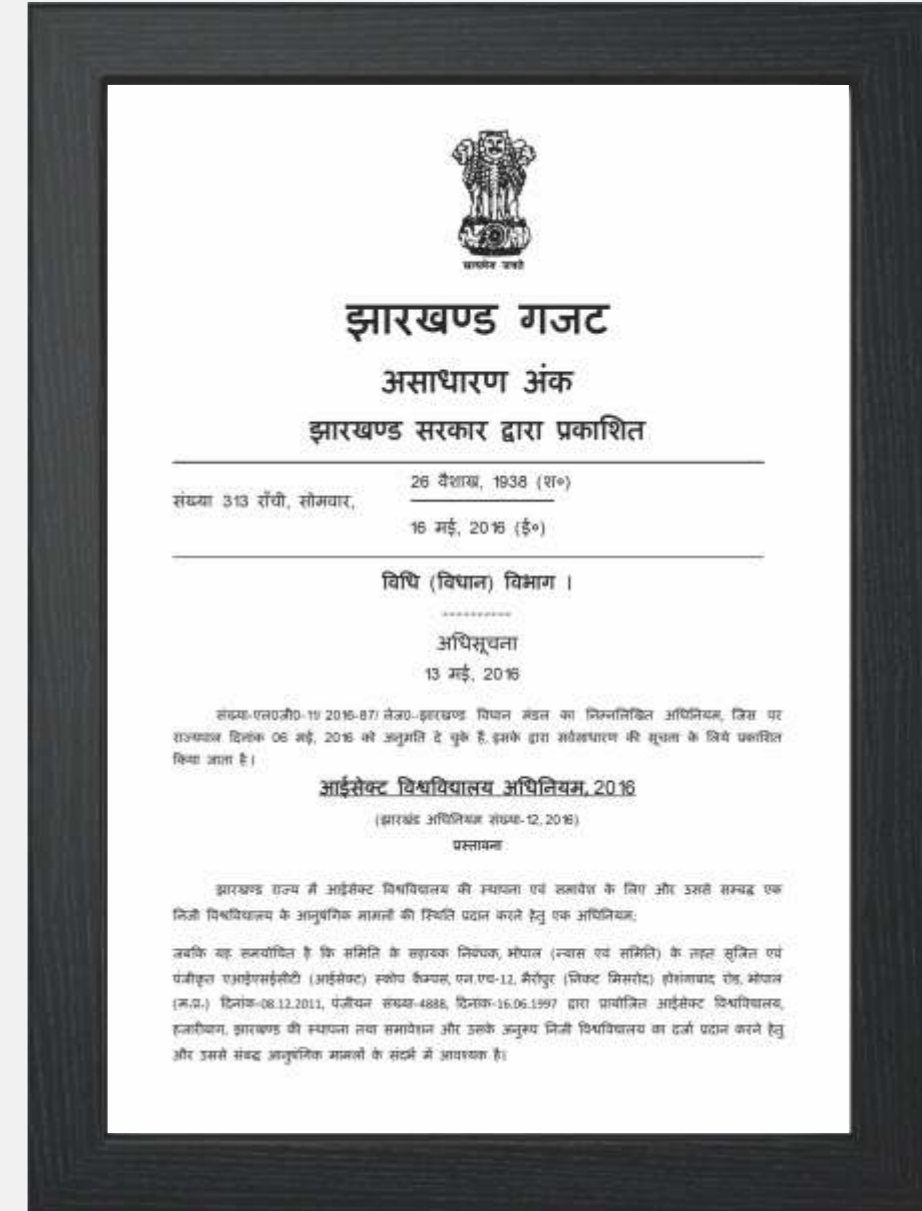 सत्यमेव जयते
झारखण्ड गजट
असाधारण अंक
झारखण्ड सरकार द्वारा प्रकाशित
26 वैशाख, 1938 (श०)
संख्या 313 राँची, सोमवार,
16 मई, 2016 (ई०)
विधि (विधान) विभाग ।
----------
अधिसूचना
13 मई, 2016
संख्या-एल0जी0-11/ 2016-87/ लेज0--झारखण्ड विधान मंडल का निम्नलिखित अधिनियम, जिस पर
राज्यपाल दिनांक 06 मई, 2016 को अनुमति दे चुके है, इसके द्वारा सर्वसाधारण की सूचना के लिये प्रकाशित
किया जाता है।
आईसेक्ट विश्वविद्यालय अधिनियम, 2016
(झारखंड अधिनियम संख्या-12, 2016)
प्रस्तावना
झारखण्ड राज्य में आईसेक्ट विश्वविद्यालय की स्थापना एवं समावेश के लिए और उससे सम्बद्ध एक
निजी विश्वविद्यालय के आनुषंगिक मामलों की स्थिति प्रदान करने हेतु एक अधिनियम;
जबकि यह समयोचित है कि समिति के सहायक निबंधक, भोपाल (न्यास एवं समिति) के तहत सृजित एवं
पंजीकृत एआईएसईसीटी (आईसेक्ट) स्कोप कैम्पस, एन.एच-12, मैरोपुर (निकट मिसरोद) होशंगाबाद रोड, भोपाल
(म.प्र.) दिनांक-08.12.2011, पंजीयन संख्या-4888, दिनांक-16.06.1997 द्वारा प्रायोजित आईसेक्ट विश्वविद्यालय,
हजारीबाग, झारखण्ड की स्थापना तथा समावेशन और उसके अनुरूप निजी विश्वविद्यालय का दर्जा प्रदान करने हेतु
और उससे संबद्ध आनुषंगिक मामलों के संदर्भ में आवश्यक है।